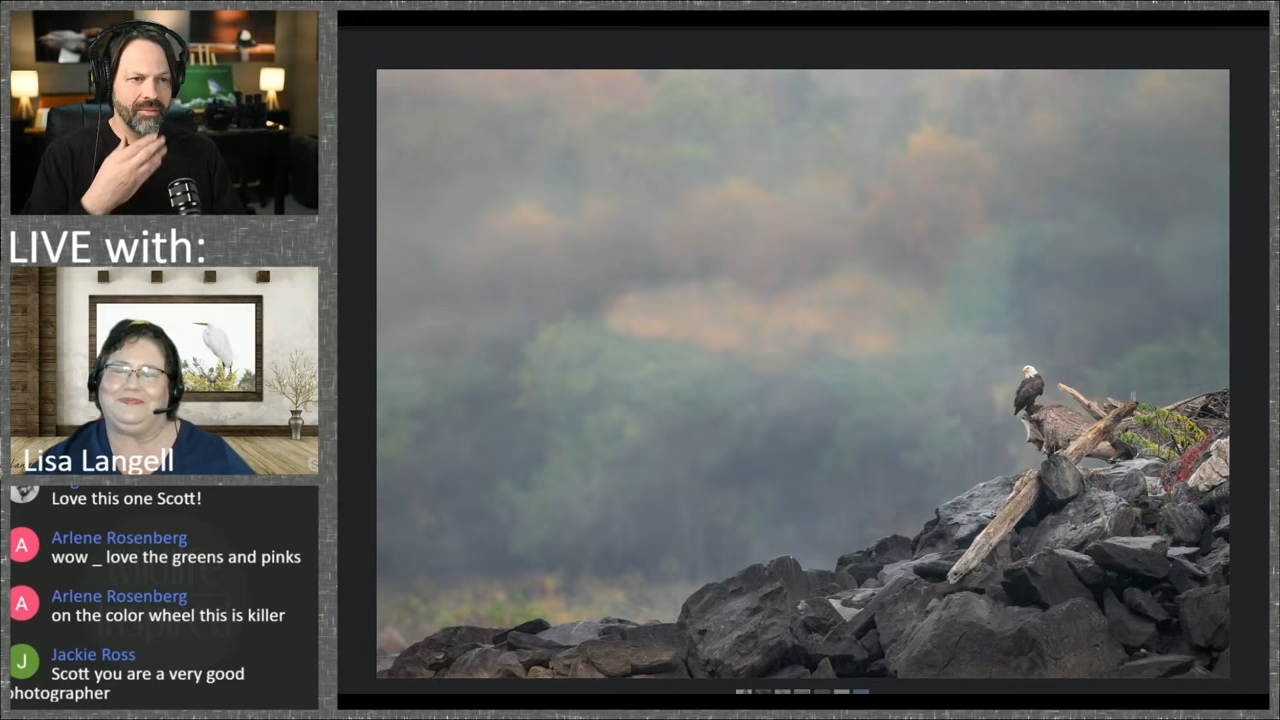 LIVE with:
Lisa Langell
Love this one Scott!
Arlene Rosenberg
A
wow _ love the greens and pinks
Arlene Rosenberg
A
on the color wheel this is killer
Jackie Ross
J
Scott you are a very good
photographer